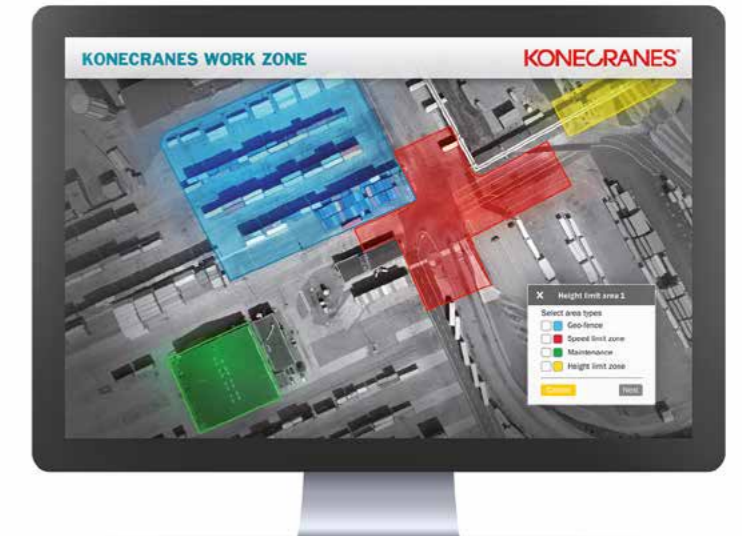 KONECRANES WORK ZONE
KONECRANES
X Height limit area 1
Select area types
Geo-fence
Speed limit zone
Maintenance
Height limit zone
Cancel Next